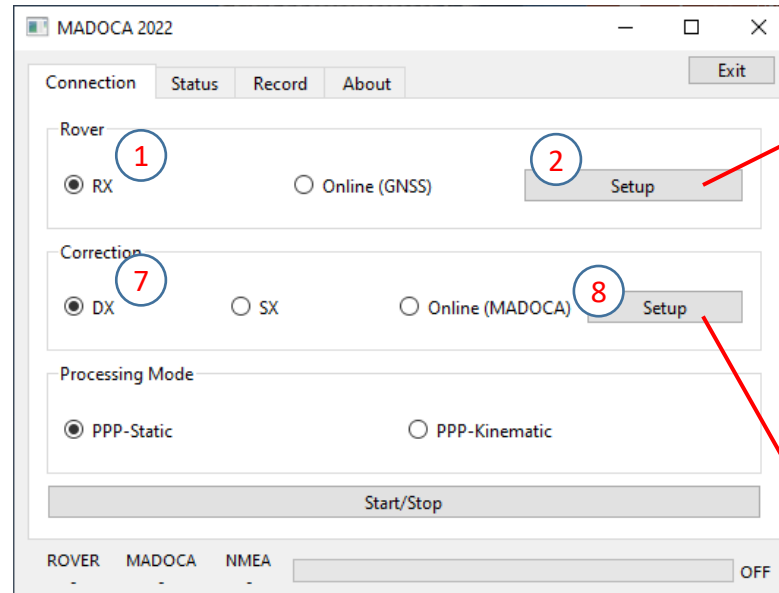 MADOCA 2022
Exit
Connection Status Record About
Rover
1
2
RX Online (GNSS) Setup
Correction
7
8
DX SX Online (MADOCA) Setup
Processing Mode
PPP-Static PPP-Kinematic
Start/Stop
ROVER MADOCA NMEA
- - - OFF